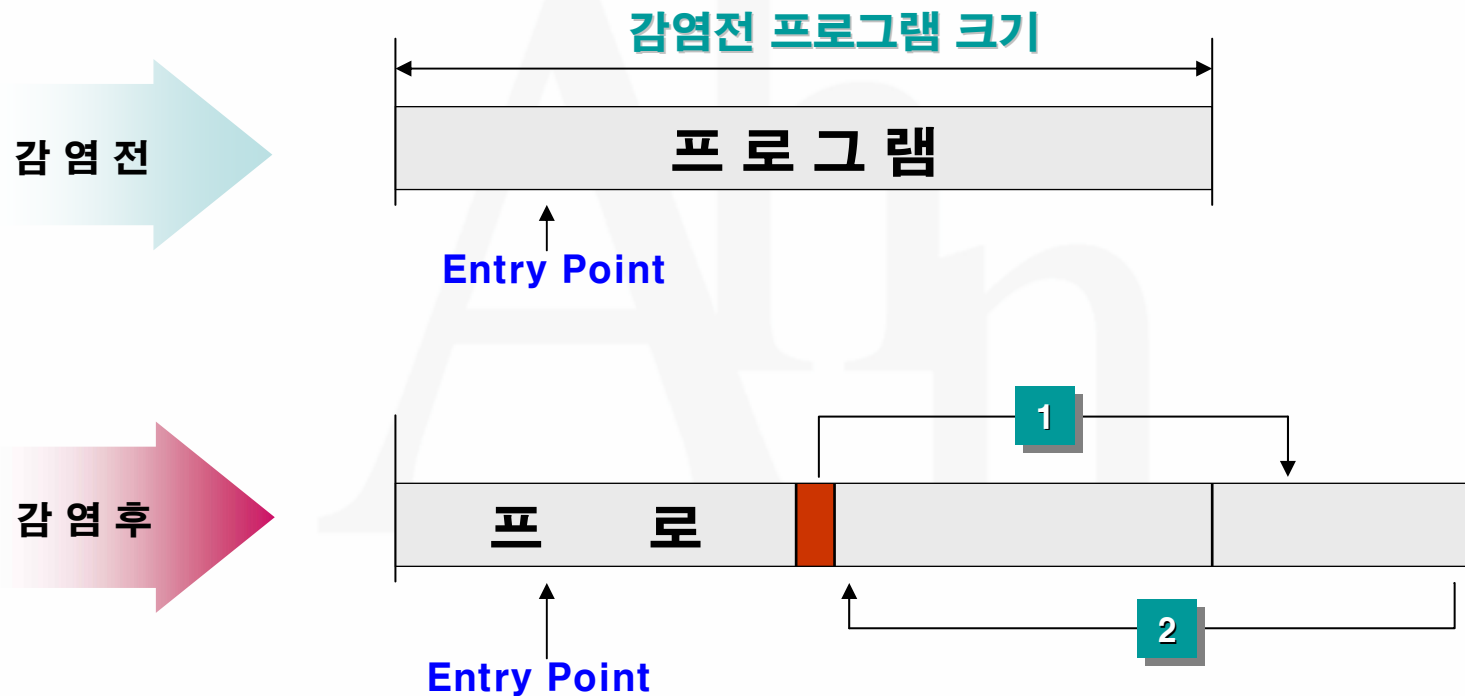 감염전 프로그램 크기
감 염 전
프 로 그 램
Entry Point
1
감 염 후
프 로
2
Entry Point
Ahn